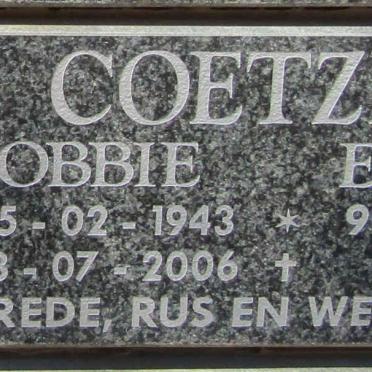 COETZ
OBBIE E
5 - 02 - 1943 * 9
3 - 07 - 2006 †
REDE, RUS EN WE